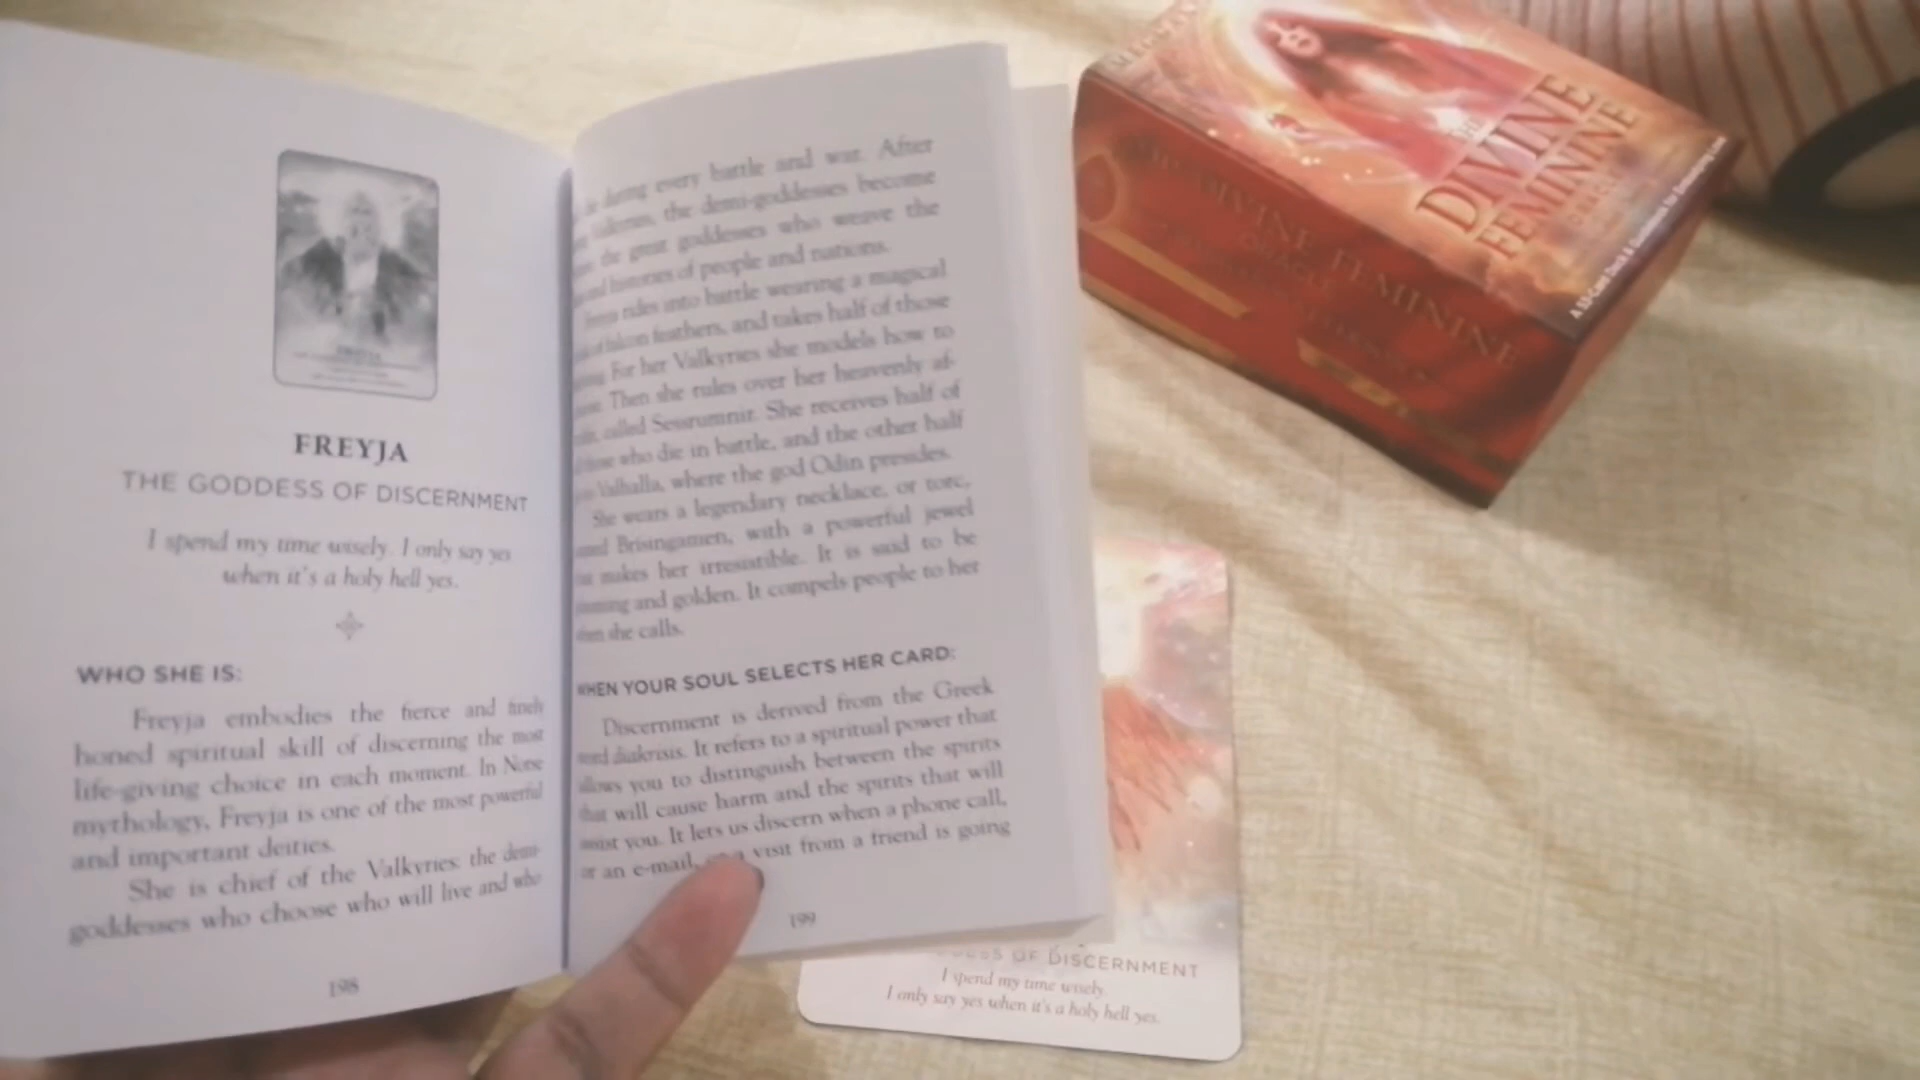 FREYJA
THE GODDESS OF DISCERNMENT
I spend my time wisely. I only say yes
when it's a holy hell yes.
WHO SHE IS:
Freyja embodies the fierce and finely
honed spiritual skill of discerning the most
life-giving choice in each moment. In Norse
mythology, Freyja is one of the most powerful
and important deities.
She is chief of the Valkyries: the demi-
goddesses who choose who will live and who
198
during every battle and war. After
the demi-goddesses become
the great goddesses who weave the
and histories of people and nations.
rides into battle wearing a magical
of falcon feathers, and takes half of those
For her Valkyries she models how to
Then she rules over her heavenly af-
called Sessrumnir. She receives half of
those who die in battle, and the other half
Valhalla, where the god Odin presides.
She wears a legendary necklace, or torc,
Brisingamen, with a powerful jewel
makes her irresistible. It is said to be
and golden. It compels people to her
when she calls.
WHEN YOUR SOUL SELECTS HER CARD:
Discernment is derived from the Greek
word diakrisis. It refers to a spiritual power that
allows you to distinguish between the spirits
that will cause harm and the spirits that will
assist you. It lets us discern when a phone call,
or an e-mail, visit from a friend is going
199
THE
DIVINE
FEMININE
ORACLE
A 53-Card Deck & Guidebook for
THE DIVINE FEMININE
ORACLE
OF DISCERNMENT
I spend my time wisely.
I only say yes when it's a holy hell yes.